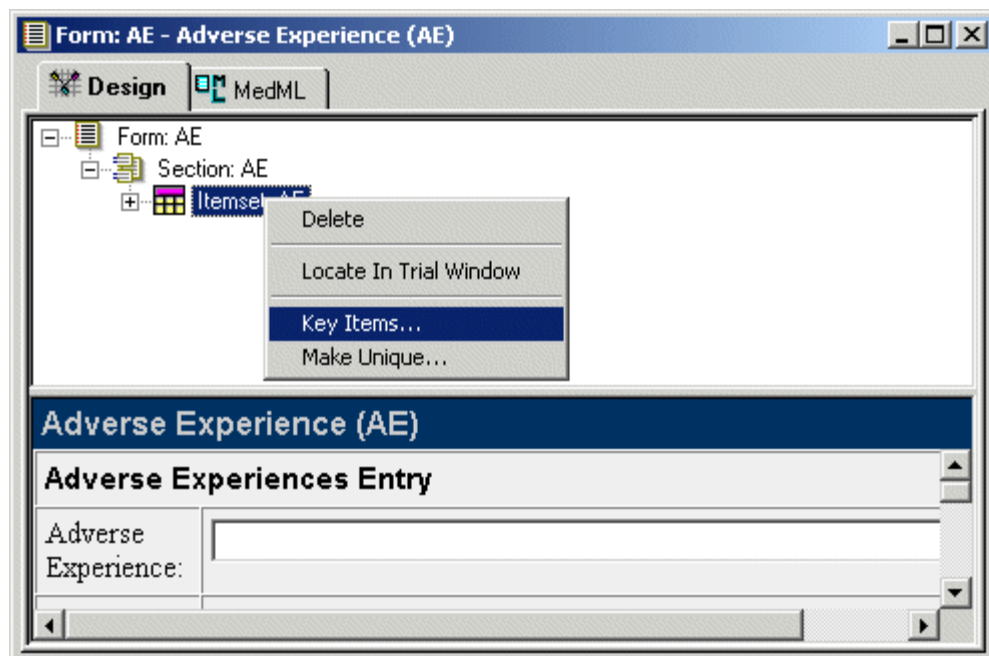 Form: AE - Adverse Experience (AE)
Design MedML
Form: AE
Section: AE
Itemset: AE
Delete
Locate In Trial Window
Key Items...
Make Unique...
Adverse Experience (AE)
Adverse Experiences Entry
Adverse
Experience: